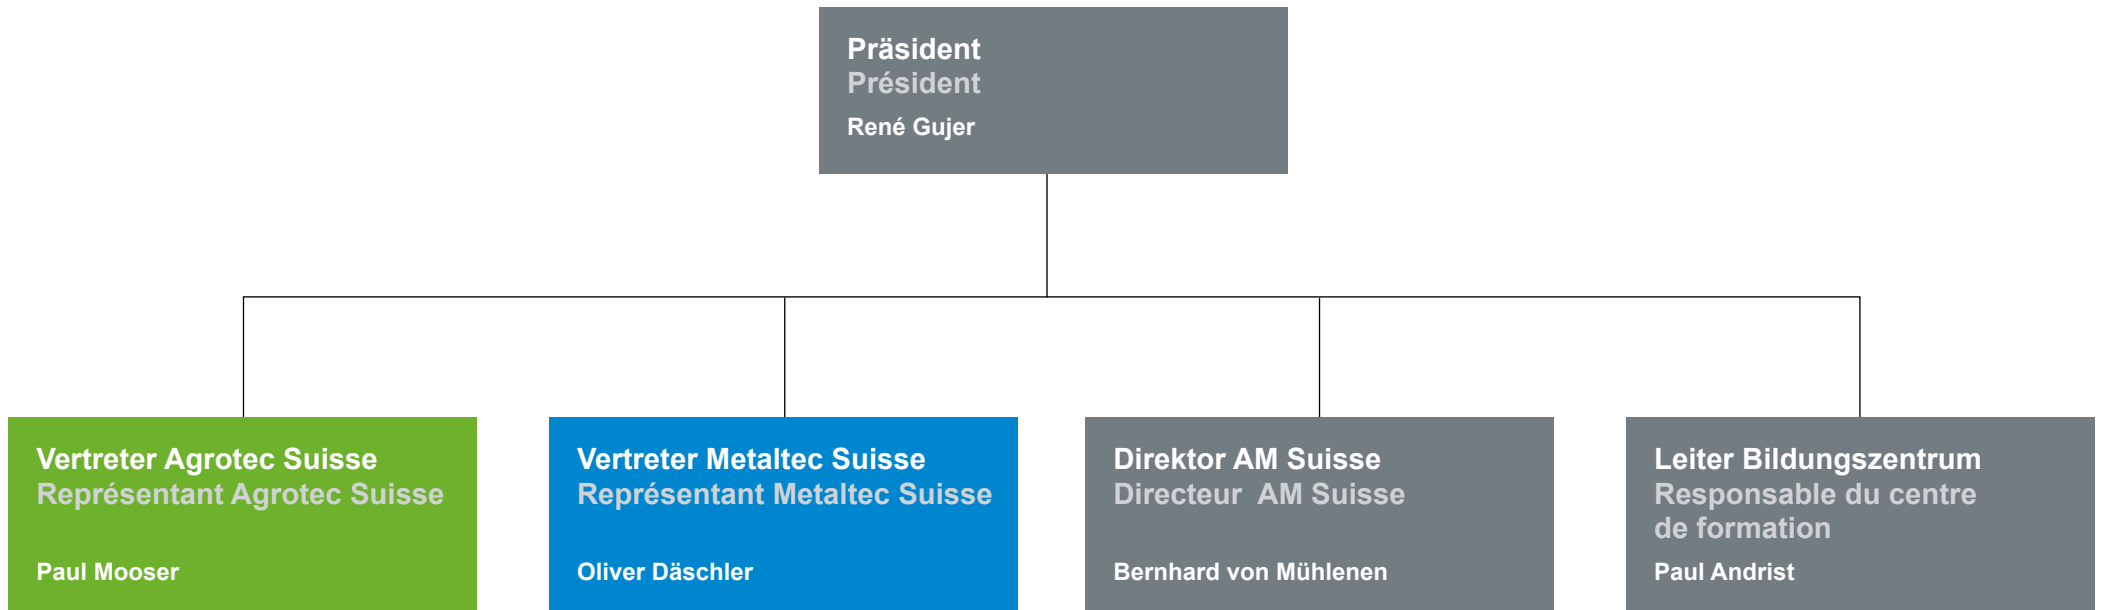 Präsident
Président
René Gujer
Vertreter Agrotec Suisse
Représentant Agrotec Suisse
Paul Mooser
Vertreter Metaltec Suisse
Représentant Metaltec Suisse
Oliver Däschler
Direktor AM Suisse
Directeur  AM Suisse
Bernhard von Mühlenen
Leiter Bildungszentrum
Responsable du centre
de formation
Paul Andrist